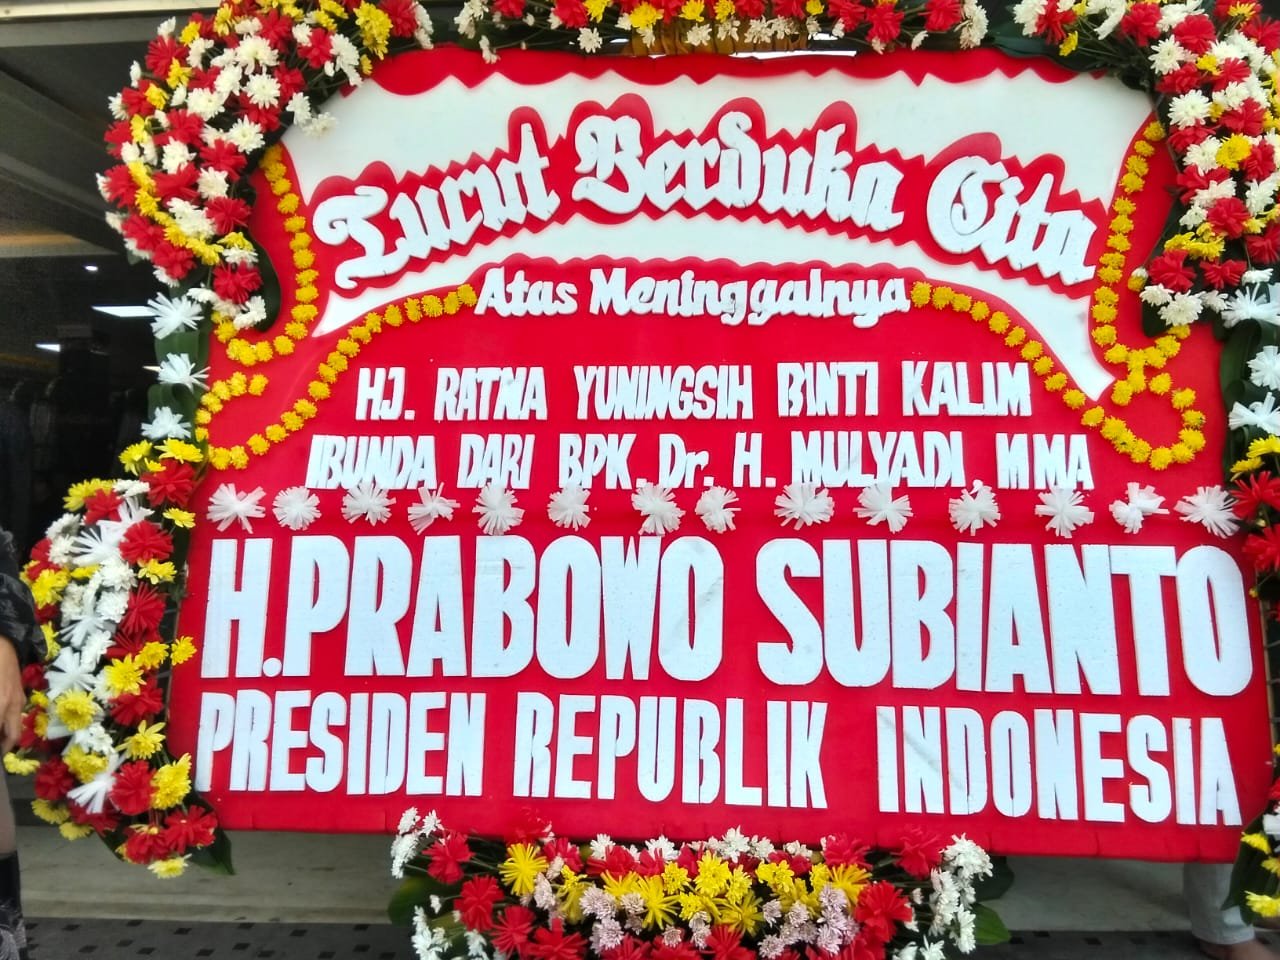 Turut Berduka Cita
Atas Meninggalnya
HJ. RATNA YUNINGSIH BINTI KALIM
IBUNDA DARI BPK. Dr. H. MULYADI MMA
H.PRABOWO SUBIANTO
PRESIDEN REPUBLIK INDONESIA